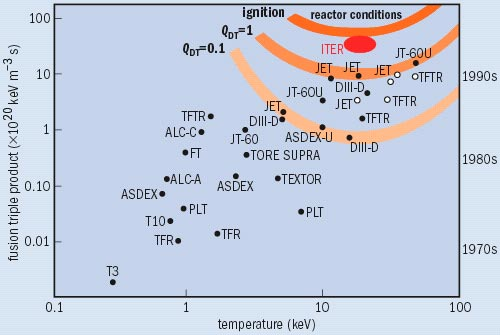 ignition
reactor conditions
Q_DT=1
Q_DT=0.1
ITER
JT-60U
JET
JET
JET
TFTR
JT-60U
DIII-D
JET
TFTR
TFTR
JET
DIII-D
TFTR
ALC-C
JT-60
ASDEX-U
DIII-D
FT
TORE SUPRA
ALC-A
ASDEX
TEXTOR
ASDEX
PLT
PLT
T10
TFR
TFR
T3
100
10
1
0.10
0.01
1990s
1980s
1970s
0.1
1
10
100
fusion triple product (×10²⁰ keV m⁻³ s)
temperature (keV)